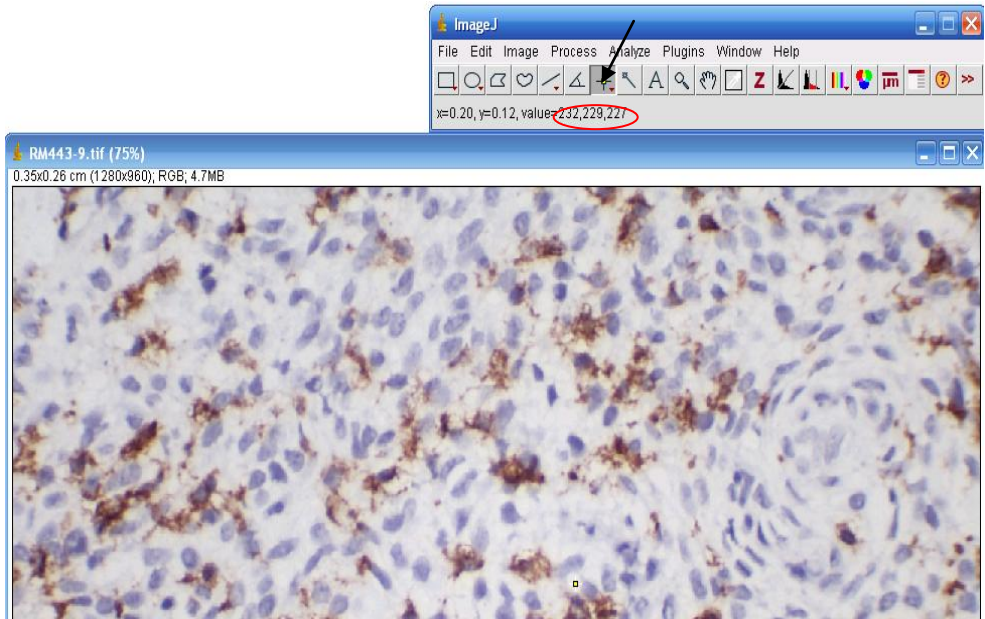 ImageJ
File Edit Image Process Analyze Plugins Window Help
A Z µm ? >>
x=0.20, y=0.12, value=232,229,227
RM443-9.tif (75%)
0.35x0.26 cm (1280x960); RGB; 4.7MB